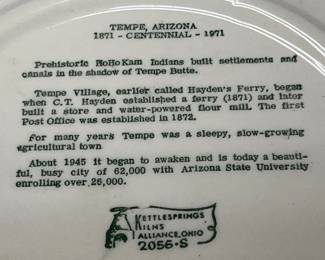 TEMPE, ARIZONA
1871 - CENTENNIAL - 1971
Prehistoric HoHoKam Indians built settlements and
canals in the shadow of Tempe Butte.
Tempe Village, earlier called Hayden's Ferry, began
when C.T. Hayden established a ferry (1871) and later
built a store and water-powered flour mill. The first
Post Office was established in 1872.
For many years Tempe was a sleepy, slow-growing
agricultural town
About 1945 it began to awaken and is today a beauti-
ful, busy city of 62,000 with Arizona State University
enrolling over 26,000.
KETTLESPRINGS
KILNS
ALLIANCE, OHIO
2056-S